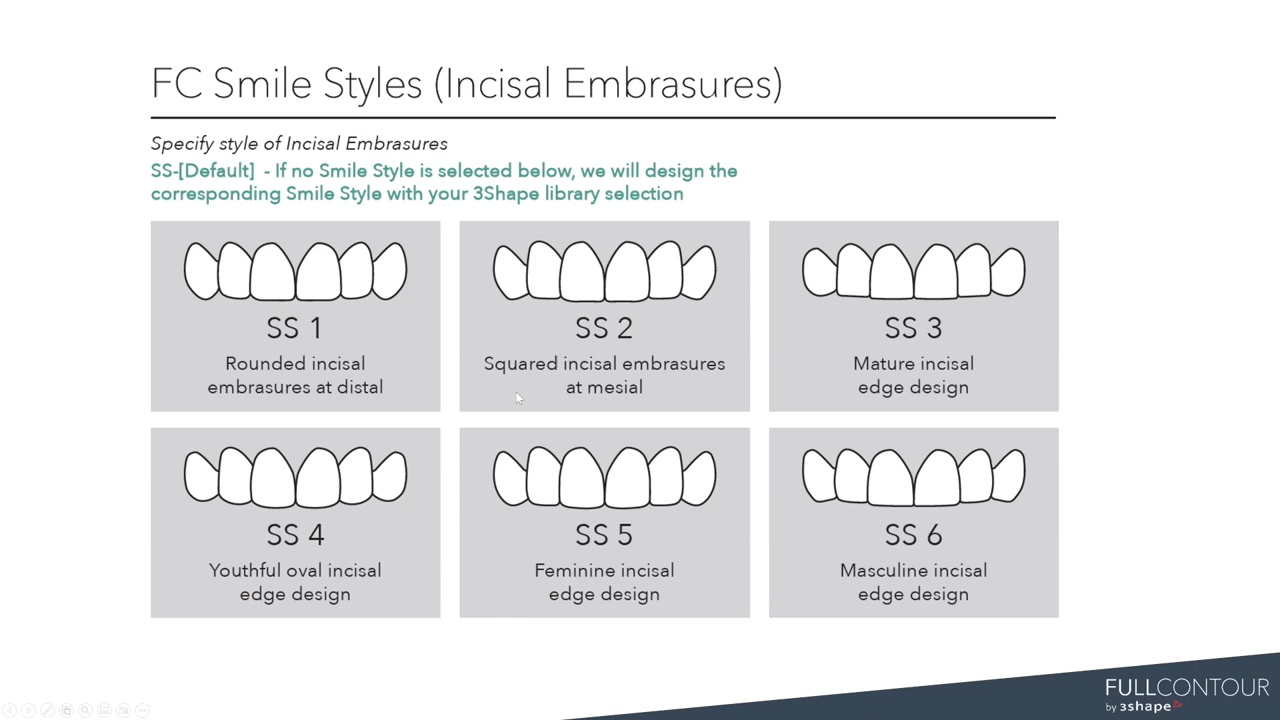 FC Smile Styles (Incisal Embrasures)
Specify style of Incisal Embrasures
SS-[Default]  - If no Smile Style is selected below, we will design the
corresponding Smile Style with your 3Shape library selection
SS 1
Rounded incisal
embrasures at distal
SS 2
Squared incisal embrasures
at mesial
SS 3
Mature incisal
edge design
SS 4
Youthful oval incisal
edge design
SS 5
Feminine incisal
edge design
SS 6
Masculine incisal
edge design
FULLCONTOUR
by 3shape